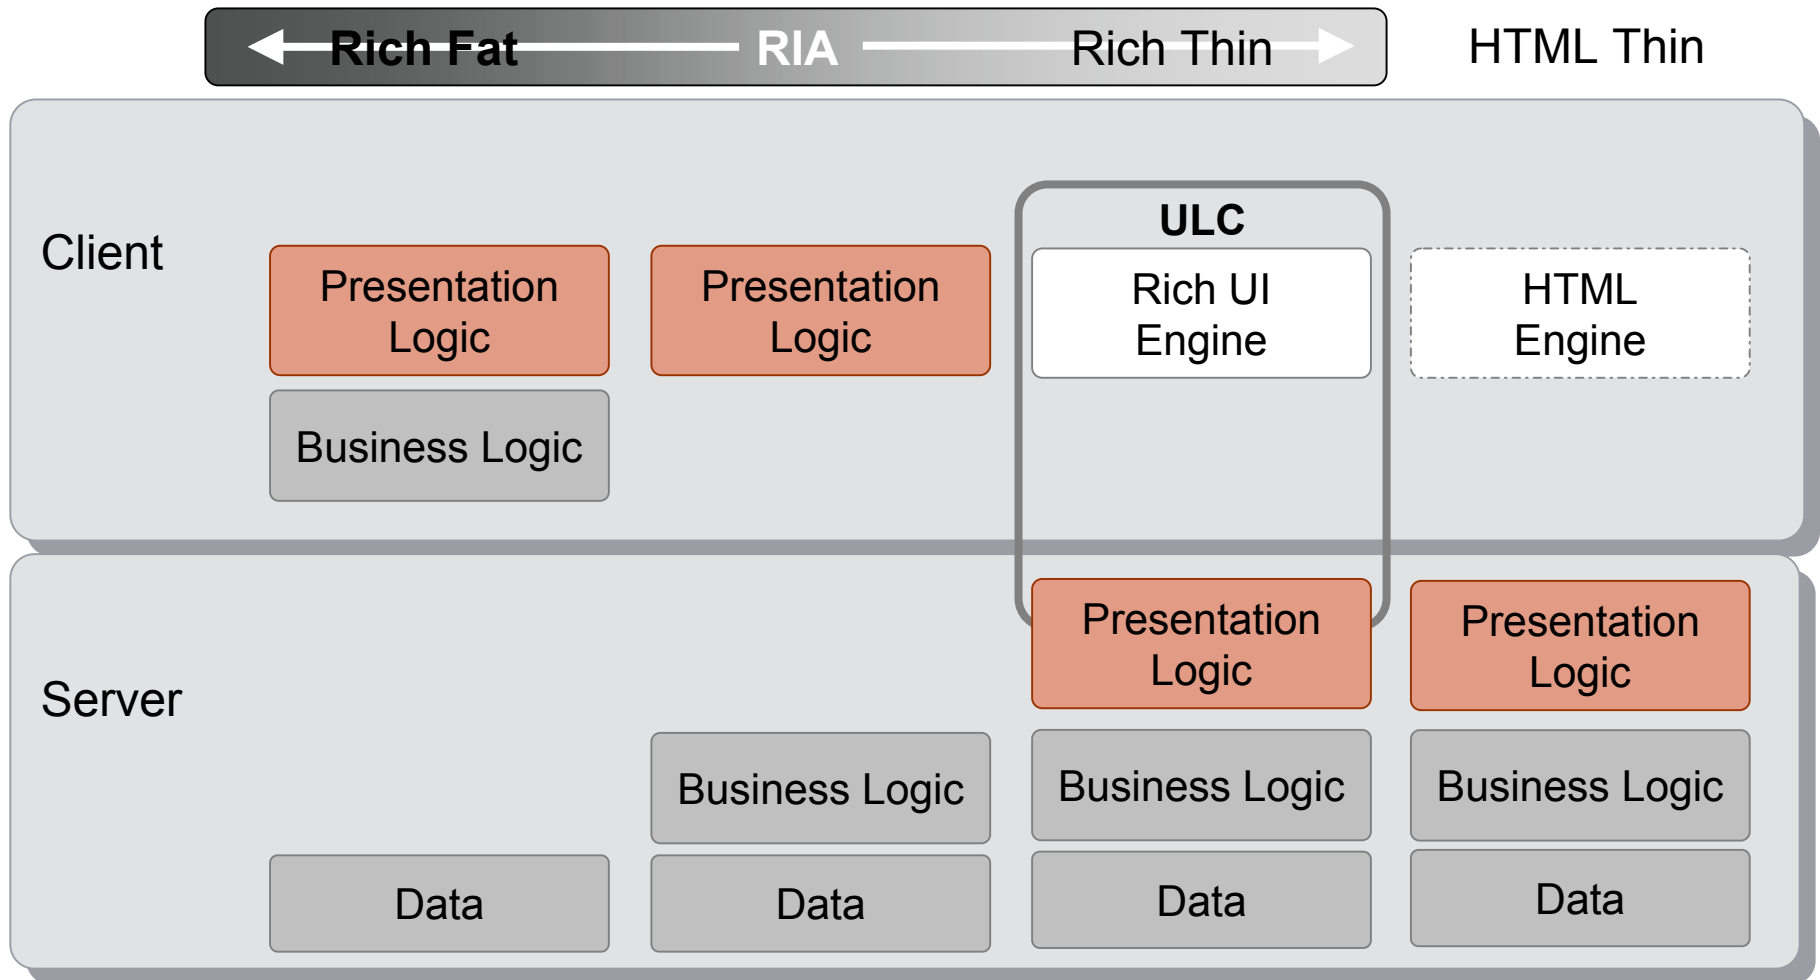 Rich Fat
RIA
Rich Thin
HTML Thin
Client
ULC
Presentation
Logic
Presentation
Logic
Rich UI
Engine
HTML
Engine
Business Logic
Server
Presentation
Logic
Presentation
Logic
Business Logic
Business Logic
Business Logic
Data
Data
Data
Data